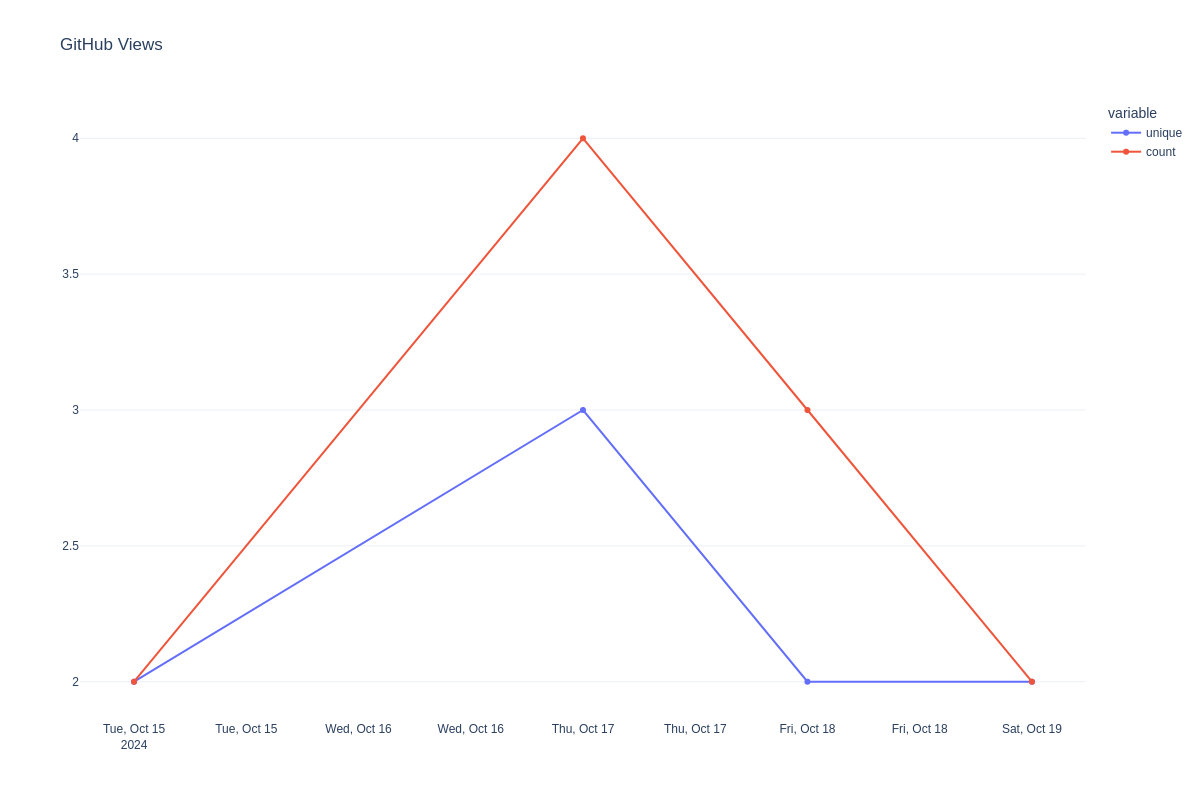 GitHub Views
variable
unique
count
4
3.5
3
2.5
2
Tue, Oct 15
2024
Tue, Oct 15
Wed, Oct 16
Wed, Oct 16
Thu, Oct 17
Thu, Oct 17
Fri, Oct 18
Fri, Oct 18
Sat, Oct 19